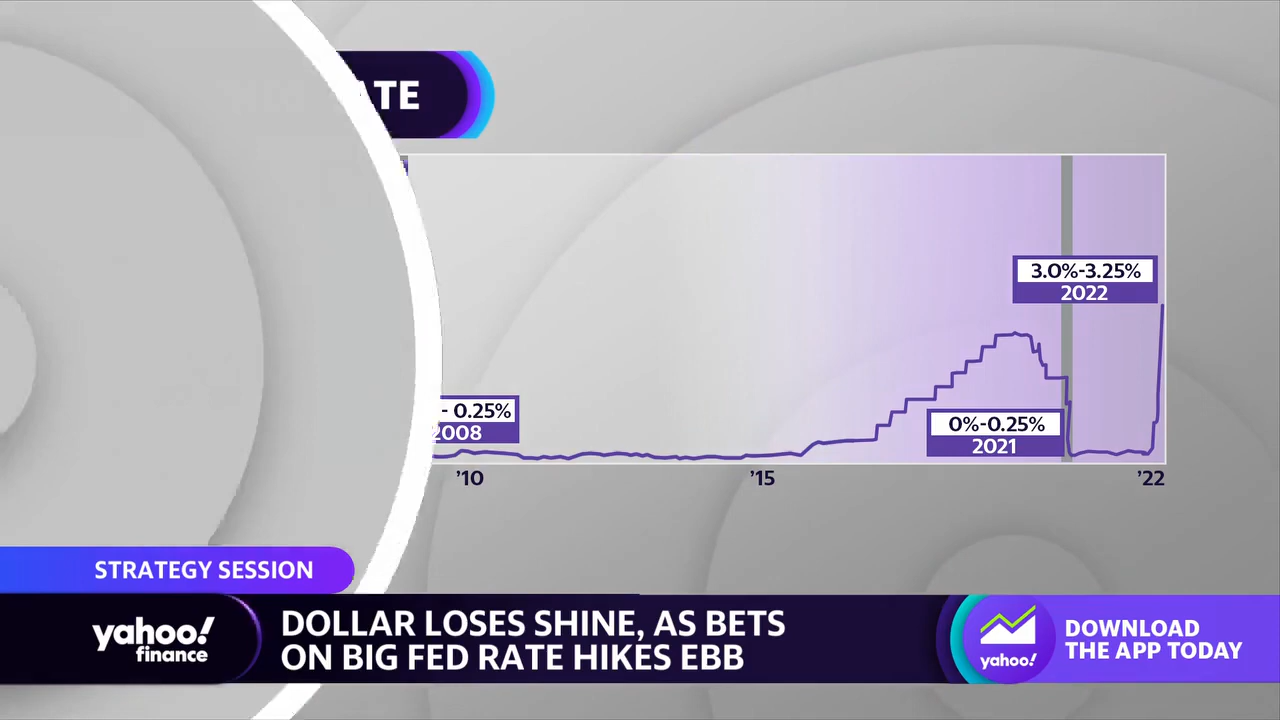 ATE
3.0%-3.25%
2022
- 0.25%
2008
0%-0.25%
2021
'10
'15
'22
STRATEGY SESSION
yahoo!
finance
DOLLAR LOSES SHINE, AS BETS
ON BIG FED RATE HIKES EBB
yahoo!
DOWNLOAD
THE APP TODAY